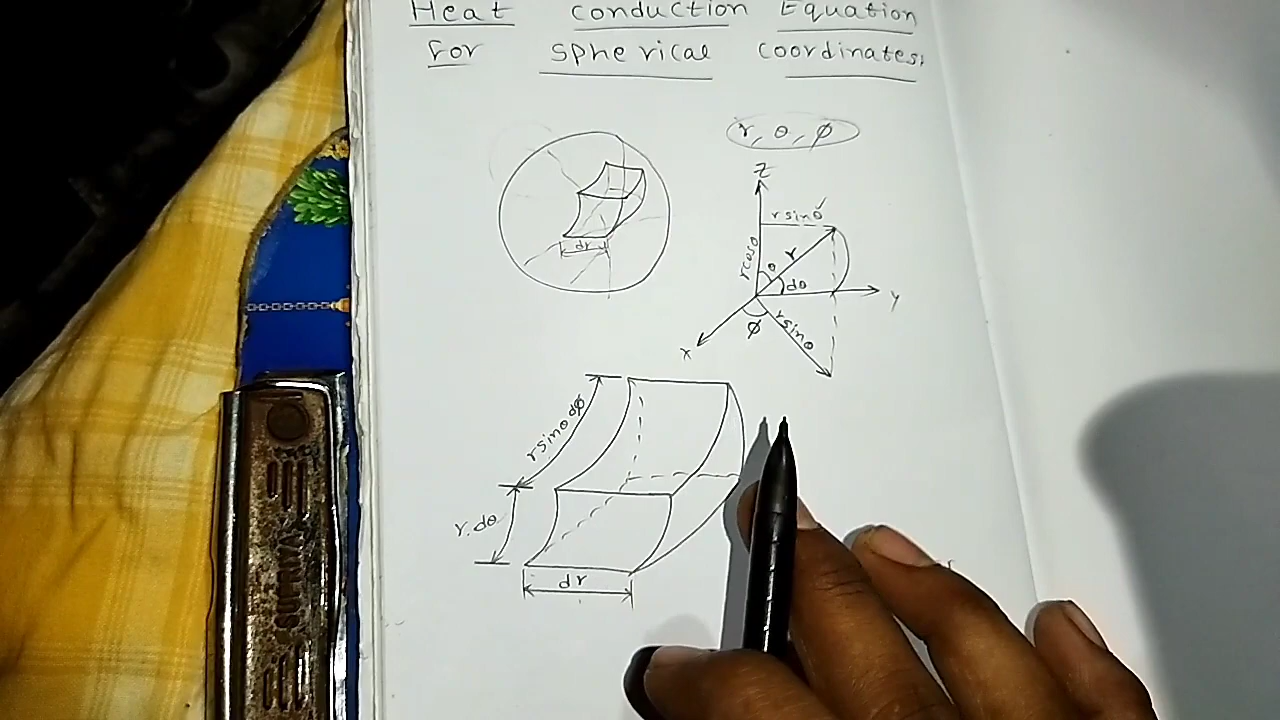 Heat conduction Equation
for spherical coordinates.
r, θ, φ
z
r sinθ
r cosθ
r
θ
dθ
y
φ
r sinθ
x
dr
r sinθ dφ
r.dθ
dr